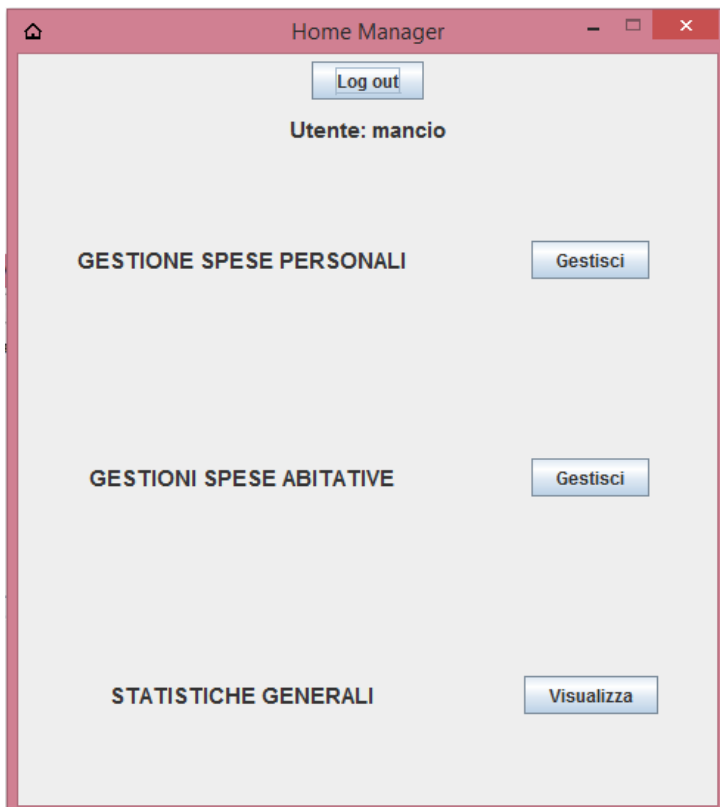 Home Manager
Log out
Utente: mancio
GESTIONE SPESE PERSONALI Gestisci
GESTIONI SPESE ABITATIVE Gestisci
STATISTICHE GENERALI Visualizza